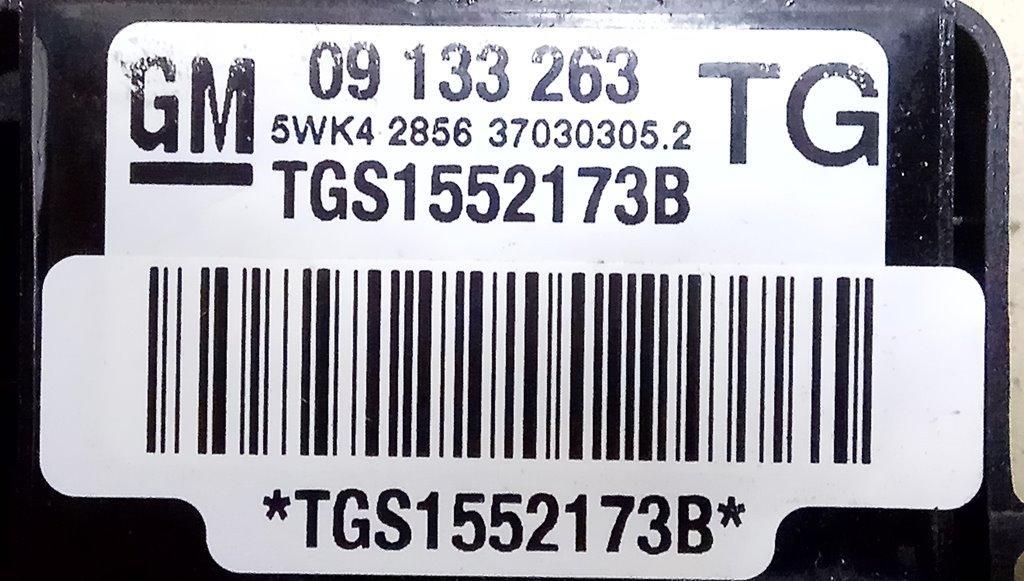 GM 09 133 263 TG
5WK4 2856 37030305.2
TGS1552173B
*TGS1552173B*